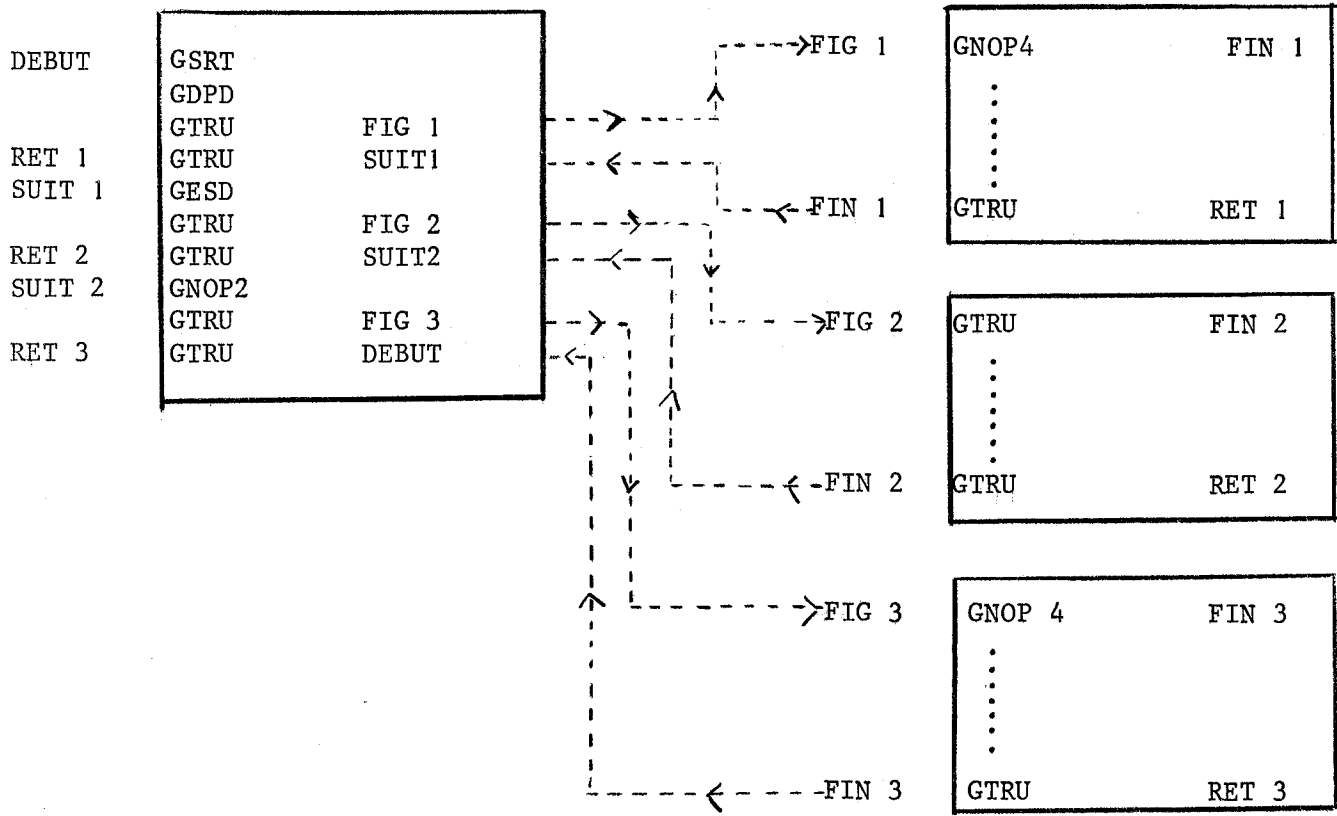 DEBUT GSRT
GDPD
GTRU FIG 1
RET 1 GTRU SUIT1
SUIT 1 GESD
GTRU FIG 2
RET 2 GTRU SUIT2
SUIT 2 GNOP2
GTRU FIG 3
RET 3 GTRU DEBUT
FIG 1 GNOP4 FIN 1
FIN 1 GTRU RET 1
FIG 2 GTRU FIN 2
FIN 2 GTRU RET 2
FIG 3 GNOP 4 FIN 3
FIN 3 GTRU RET 3